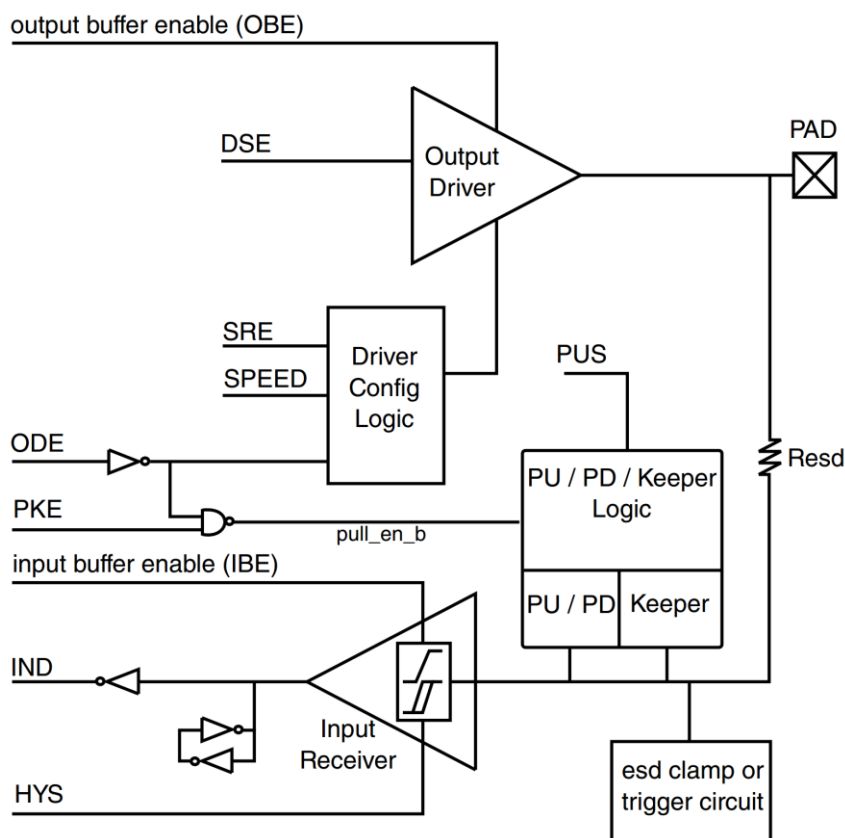 output buffer enable (OBE)
PAD
DSE
Output
Driver
SRE
SPEED
Driver
Config
Logic
PUS
ODE
PKE
pull_en_b
PU / PD / Keeper
Logic
Resd
input buffer enable (IBE)
PU / PD
Keeper
IND
Input
Receiver
HYS
esd clamp or
trigger circuit